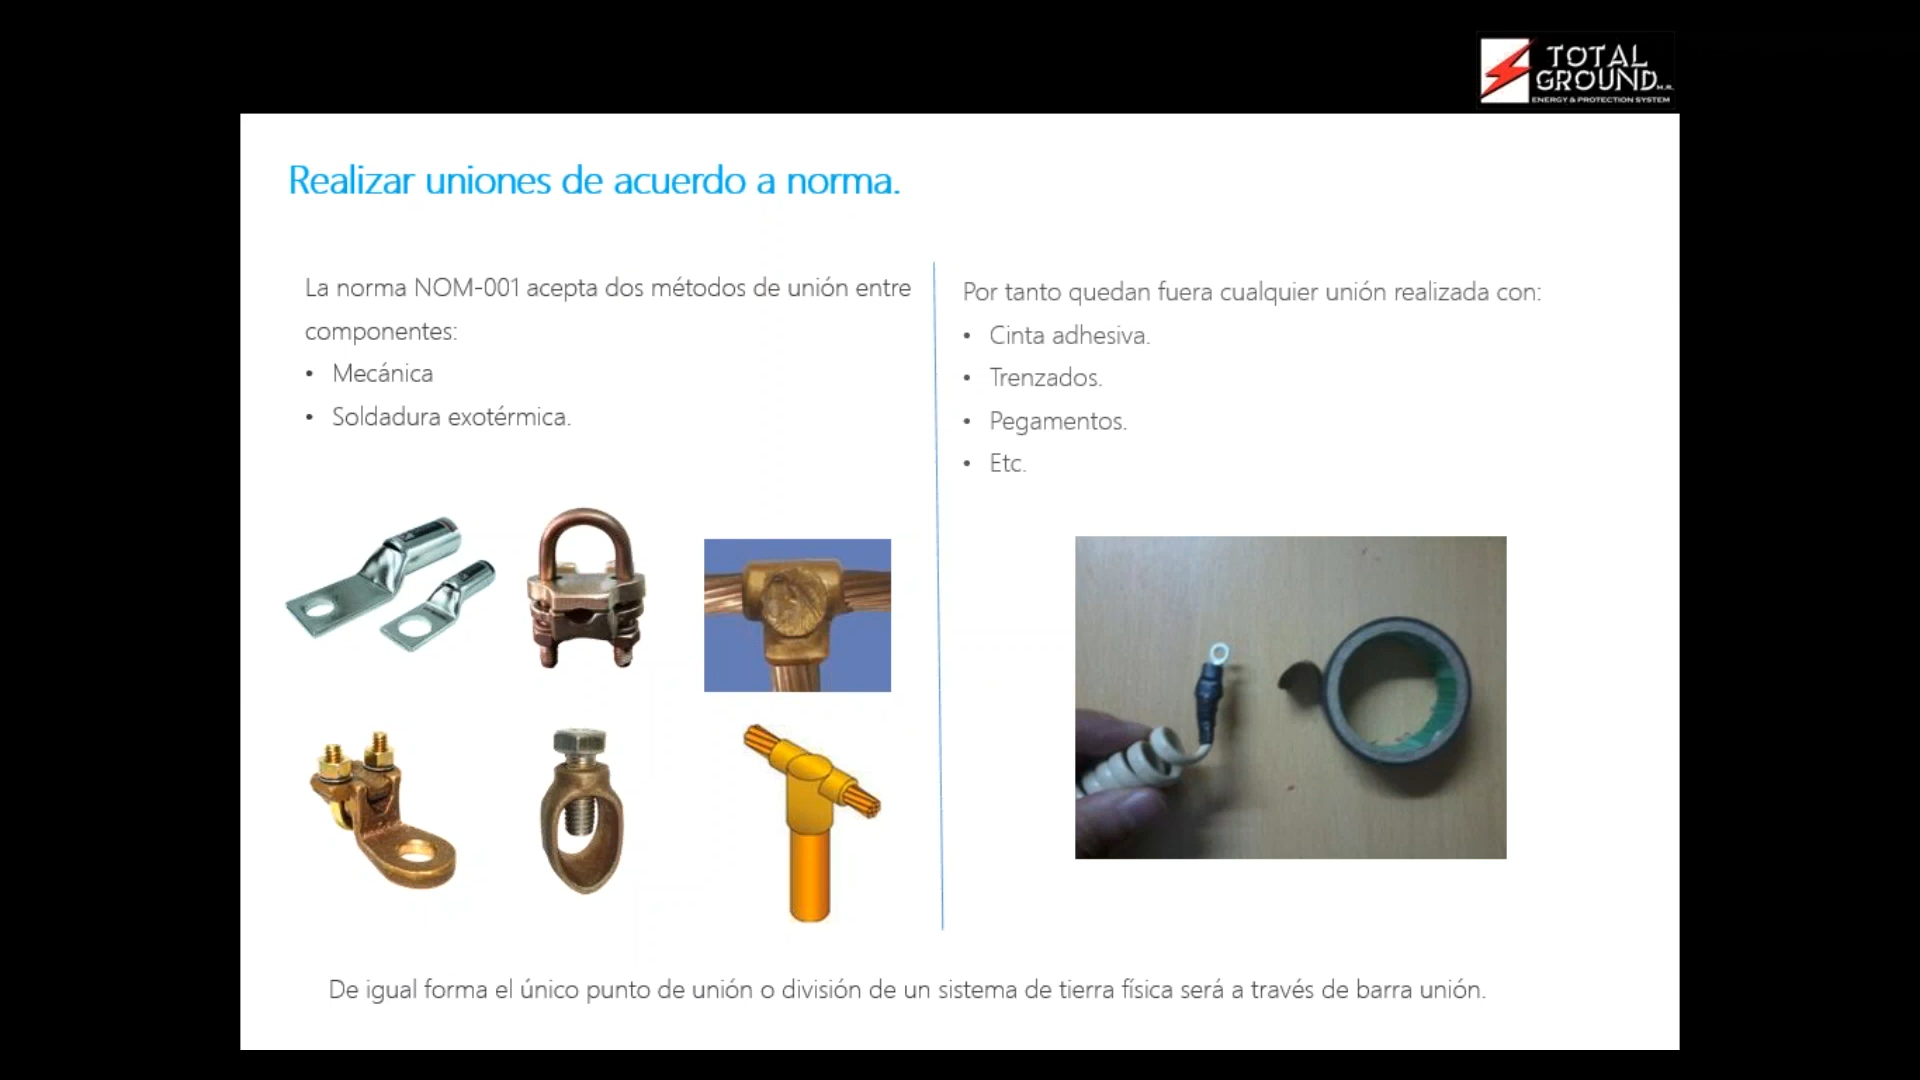 TOTAL
GROUND M.R.
ENERGY & PROTECTION SYSTEM
Realizar uniones de acuerdo a norma.
La norma NOM-001 acepta dos métodos de unión entre
componentes:
• Mecánica
• Soldadura exotérmica.
Por tanto quedan fuera cualquier unión realizada con:
• Cinta adhesiva.
• Trenzados.
• Pegamentos.
• Etc.
De igual forma el único punto de unión o división de un sistema de tierra física será a través de barra unión.